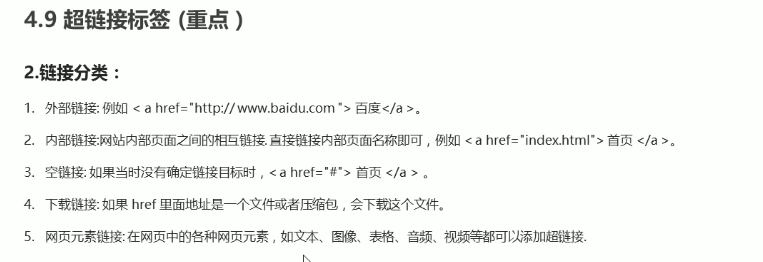 4.9 超链接标签 (重点 )
2.链接分类：
1. 外部链接: 例如 < a href="http:// www.baidu.com "> 百度</a >。
2. 内部链接:网站内部页面之间的相互链接. 直接链接内部页面名称即可，例如 < a href="index.html"> 首页 </a >。
3. 空链接: 如果当时没有确定链接目标时，< a href="#"> 首页 </a > 。
4. 下载链接: 如果 href 里面地址是一个文件或者压缩包，会下载这个文件。
5. 网页元素链接: 在网页中的各种网页元素，如文本、图像、表格、音频、视频等都可以添加超链接.